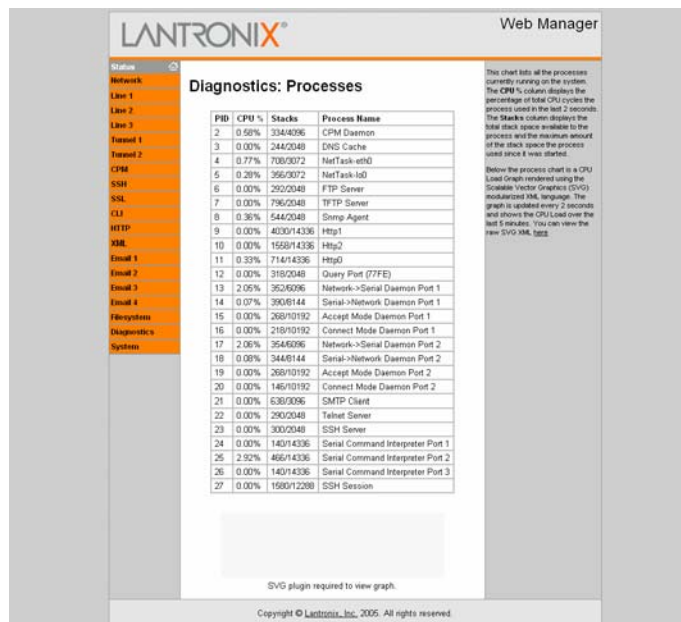 LANTRONIX®
Web Manager
Status
Network
Line 1
Line 2
Line 3
Tunnel 1
Tunnel 2
CPM
SSH
SSL
CLI
HTTP
XML
Email 1
Email 2
Email 3
Email 4
Filesystem
Diagnostics
System
Diagnostics: Processes
PID CPU % Stacks Process Name
2 0.58% 334/4096 CPM Daemon
3 0.00% 244/2048 DNS Cache
4 0.77% 708/3072 NetTask-eth0
5 0.28% 356/3072 NetTask-lo0
6 0.00% 292/2048 FTP Server
7 0.00% 796/2048 TFTP Server
8 0.36% 544/2048 Snmp Agent
9 0.00% 4030/14336 Http1
10 0.00% 1558/14336 Http2
11 0.33% 714/14336 Http0
12 0.00% 318/2048 Query Port (77FE)
13 2.05% 352/6096 Network->Serial Daemon Port 1
14 0.07% 390/8144 Serial->Network Daemon Port 1
15 0.00% 268/10192 Accept Mode Daemon Port 1
16 0.00% 218/10192 Connect Mode Daemon Port 1
17 2.06% 354/6096 Network->Serial Daemon Port 2
18 0.08% 344/8144 Serial->Network Daemon Port 2
19 0.00% 268/10192 Accept Mode Daemon Port 2
20 0.00% 146/10192 Connect Mode Daemon Port 2
21 0.00% 638/3096 SMTP Client
22 0.00% 290/2048 Telnet Server
23 0.00% 300/2048 SSH Server
24 0.00% 140/14336 Serial Command Interpreter Port 1
25 2.92% 466/14336 Serial Command Interpreter Port 2
26 0.00% 140/14336 Serial Command Interpreter Port 3
27 0.00% 1580/12288 SSH Session
SVG plugin required to view graph.
This chart lists all the processes
currently running on the system.
The CPU % column displays the
percentage of total CPU cycles the
process used in the last 2 seconds.
The Stacks column displays the
total stack space available to the
process and the maximum amount
of the stack space the process
used since it was started.
Below the process chart is a CPU
Load Graph rendered using the
Scalable Vector Graphics (SVG)
modularized XML language. The
graph is updated every 2 seconds
and shows the CPU Load over the
last 5 minutes. You can view the
raw SVG XML here.
Copyright © Lantronix, Inc. 2005. All rights reserved.